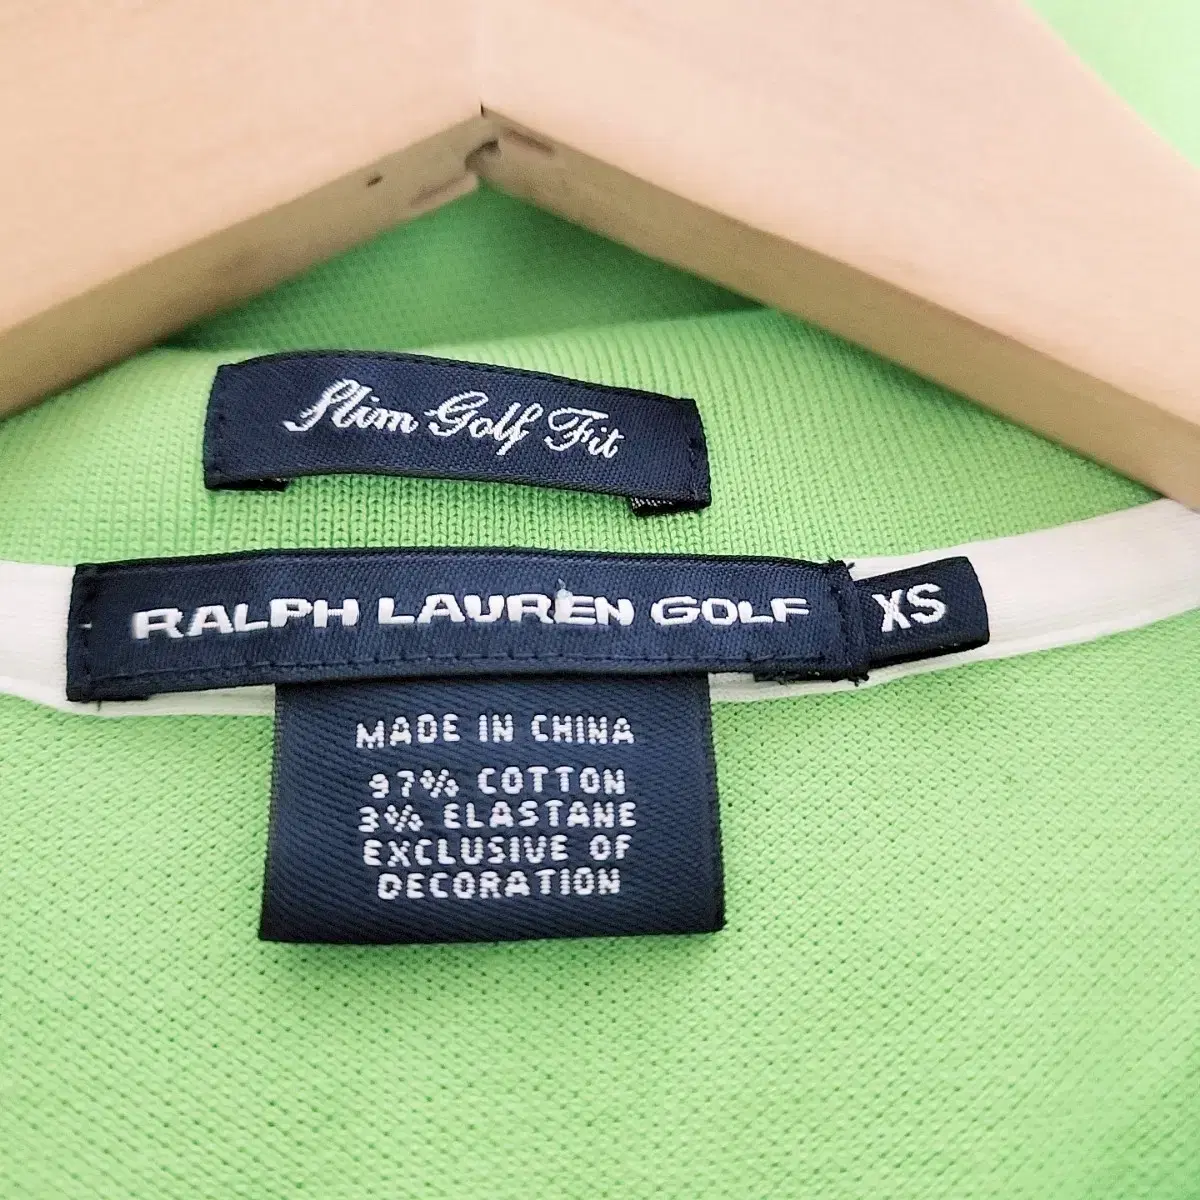 Slim Golf Fit
RALPH LAUREN GOLF XS
MADE IN CHINA
97% COTTON
3% ELASTANE
EXCLUSIVE OF
DECORATION